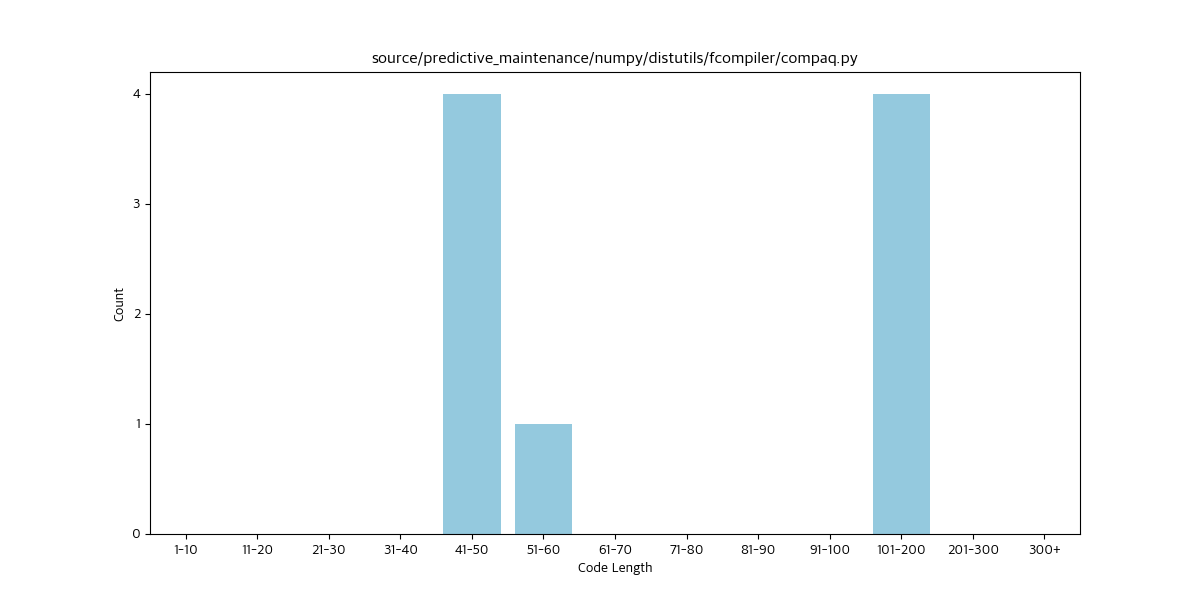 source/predictive_maintenance/numpy/distutils/fcompiler/compaq.py
4
3
2
1
0
Count
1-10 11-20 21-30 31-40 41-50 51-60 61-70 71-80 81-90 91-100 101-200 201-300 300+
Code Length